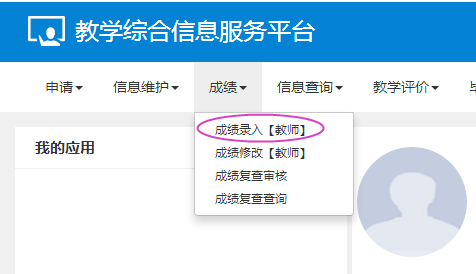 教学综合信息服务平台
申请 信息维护 成绩 信息查询 教学评价
成绩录入【教师】
成绩修改【教师】
成绩复查审核
成绩复查查询
我的应用